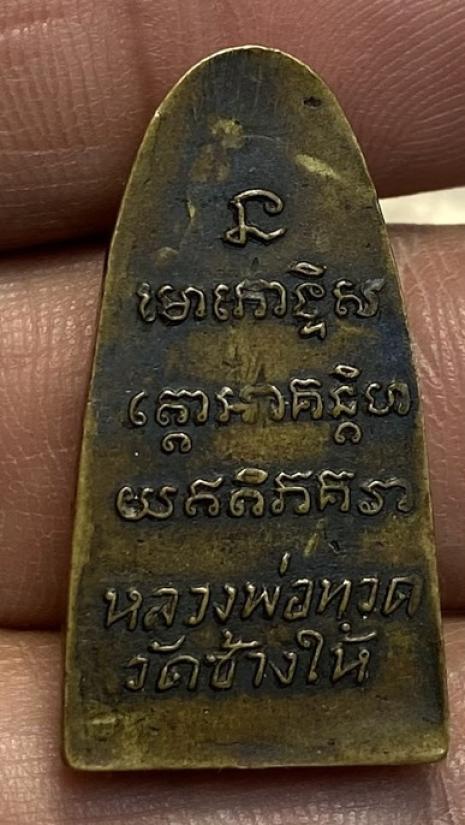 ន
មោពោទ្ធិស
ត្តោអាគន្តិម
យឥតិភគវា
หลวงพ่อทวด
วัดช้างให้